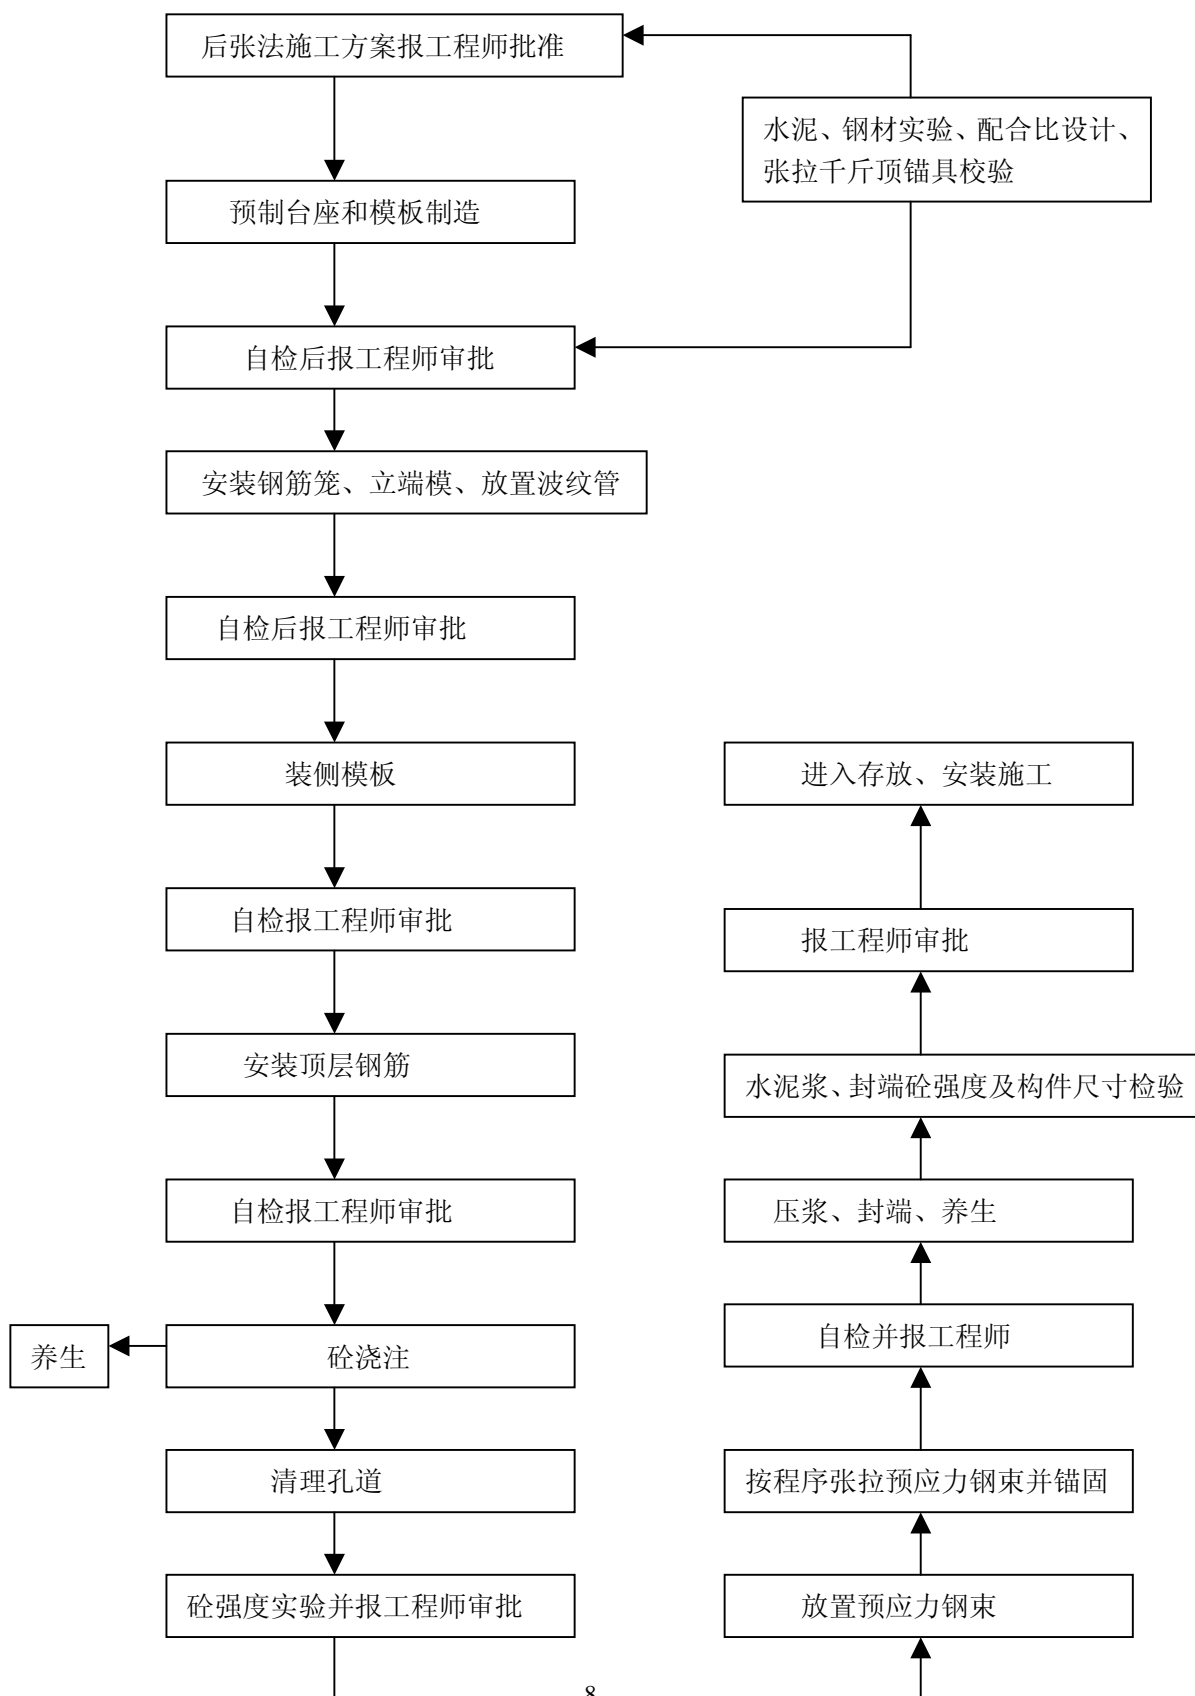 后张法施工方案报工程师批准
水泥、钢材实验、配合比设计、
张拉千斤顶锚具校验
预制台座和模板制造
自检后报工程师审批
安装钢筋笼、立端模、放置波纹管
自检后报工程师审批
装侧模板
自检报工程师审批
安装顶层钢筋
自检报工程师审批
养生
砼浇注
清理孔道
砼强度实验并报工程师审批
进入存放、安装施工
报工程师审批
水泥浆、封端砼强度及构件尺寸检验
压浆、封端、养生
自检并报工程师
按程序张拉预应力钢束并锚固
放置预应力钢束
8